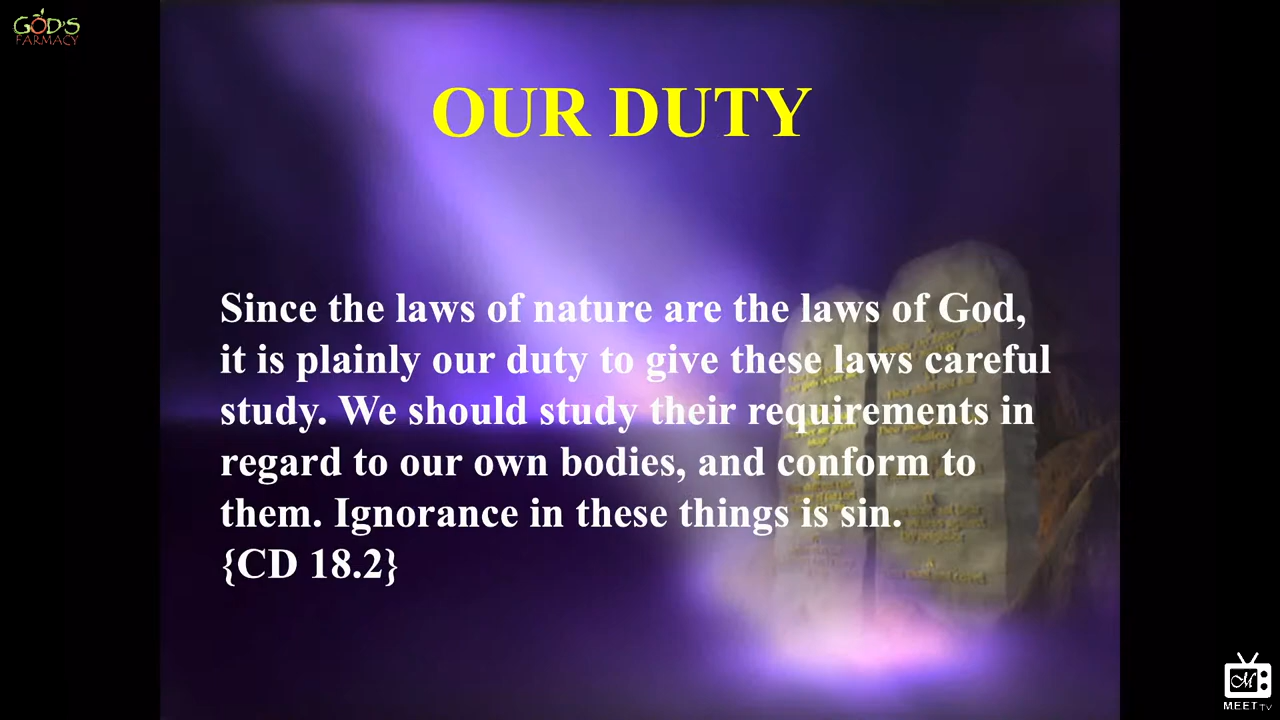 GOD'S
FARMACY
OUR DUTY
Since the laws of nature are the laws of God,
it is plainly our duty to give these laws careful
study. We should study their requirements in
regard to our own bodies, and conform to
them. Ignorance in these things is sin.
{CD 18.2}
M
MEET TV